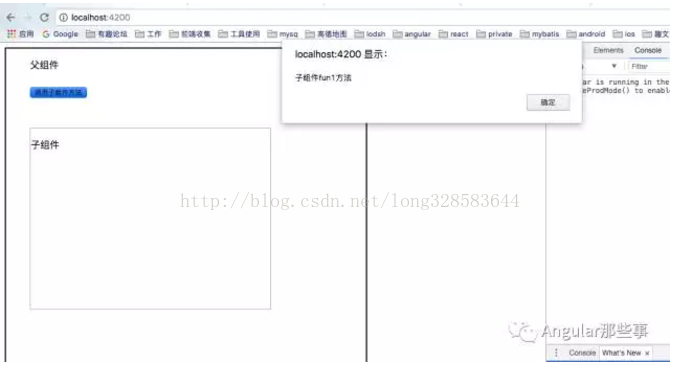 localhost:4200
应用 Google 有趣论坛 工作 前端收集 工具使用 mysq 高德地图 lodsh angular react private mybatis android ios 趣文
localhost:4200 显示：
子组件fun1方法
确定
Elements Console
Filter
ar is running in the
eProdMode() to enable
父组件
调用子组件方法
子组件
http://blog.csdn.net/long328583644
Angular那些事
Console What's New ×